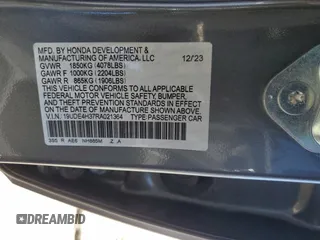 MFD. BY HONDA DEVELOPMENT &
MANUFACTURING OF AMERICA, LLC 12/23
GVWR 1850KG (4078LBS)
GAWR F 1000KG (2204LBS)
GAWR R 865KG (1906LBS)
THIS VEHICLE CONFORMS TO ALL APPLICABLE
FEDERAL MOTOR VEHICLE SAFETY, BUMPER,
AND THEFT PREVENTION STANDARDS IN EFFECT
ON THE DATE OF MANUFACTURE SHOWN ABOVE.
V.I.N.: 19UDE4H37RA021364 TYPE:PASSENGER CAR
R AE8 Z ,A
DREAMBID